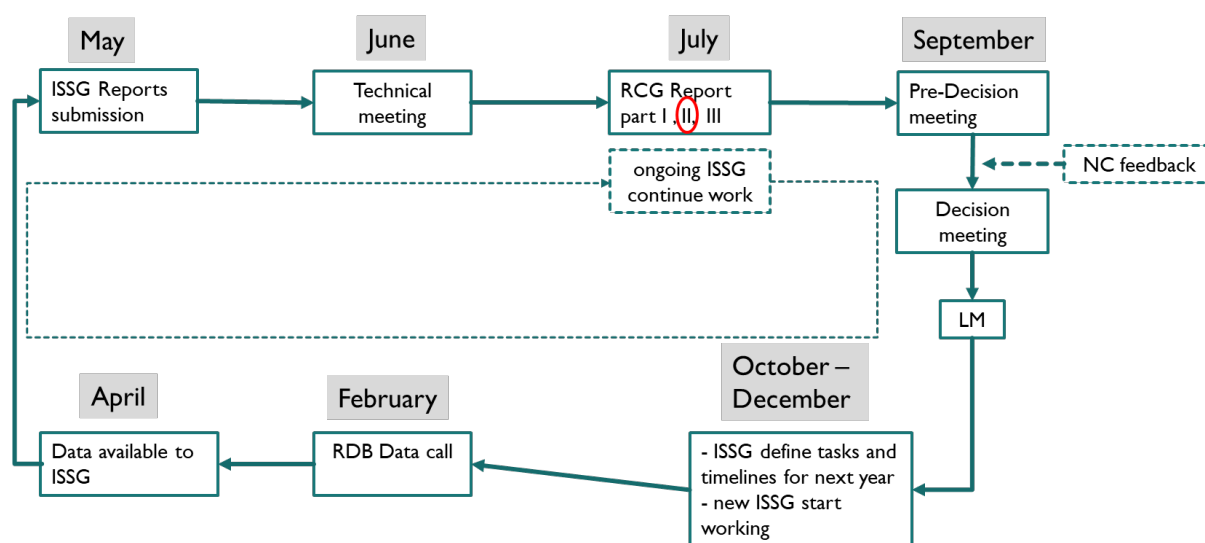 May
ISSG Reports
submission
June
Technical
meeting
July
RCG Report
part I , II, III
September
Pre-Decision
meeting
ongoing ISSG
continue work
NC feedback
Decision
meeting
LM
October –
December
- ISSG define tasks and
timelines for next year
- new ISSG start
working
February
RDB Data call
April
Data available to
ISSG